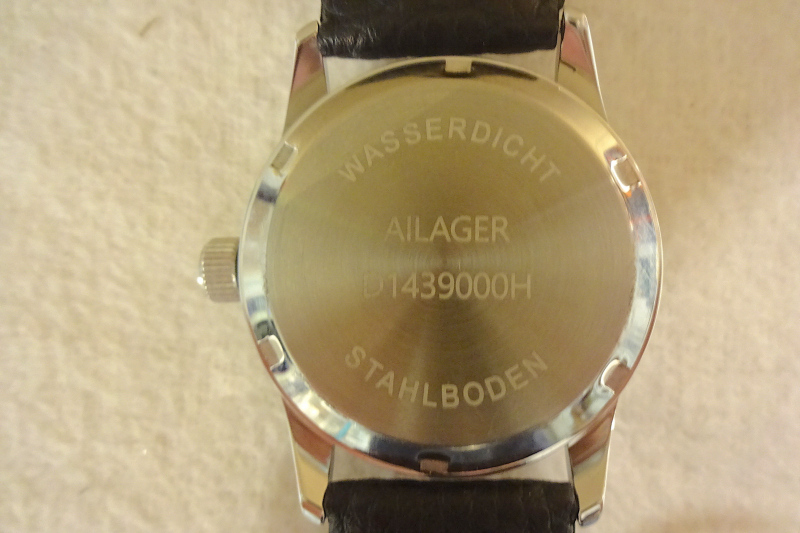 WASSERDICHT
AILAGER
D1439000H
STAHLBODEN